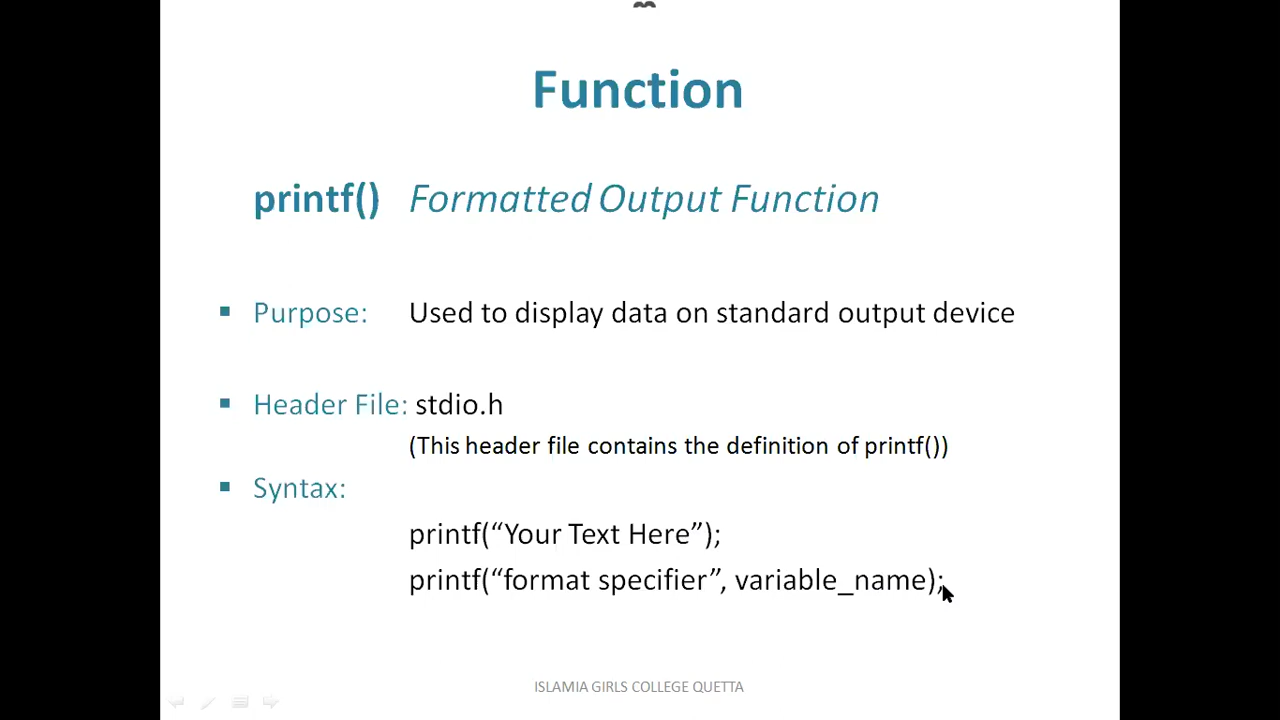 Function
printf() Formatted Output Function
▪ Purpose: Used to display data on standard output device
▪ Header File: stdio.h
(This header file contains the definition of printf())
▪ Syntax:
printf(“Your Text Here”);
printf(“format specifier”, variable_name);
ISLAMIA GIRLS COLLEGE QUETTA